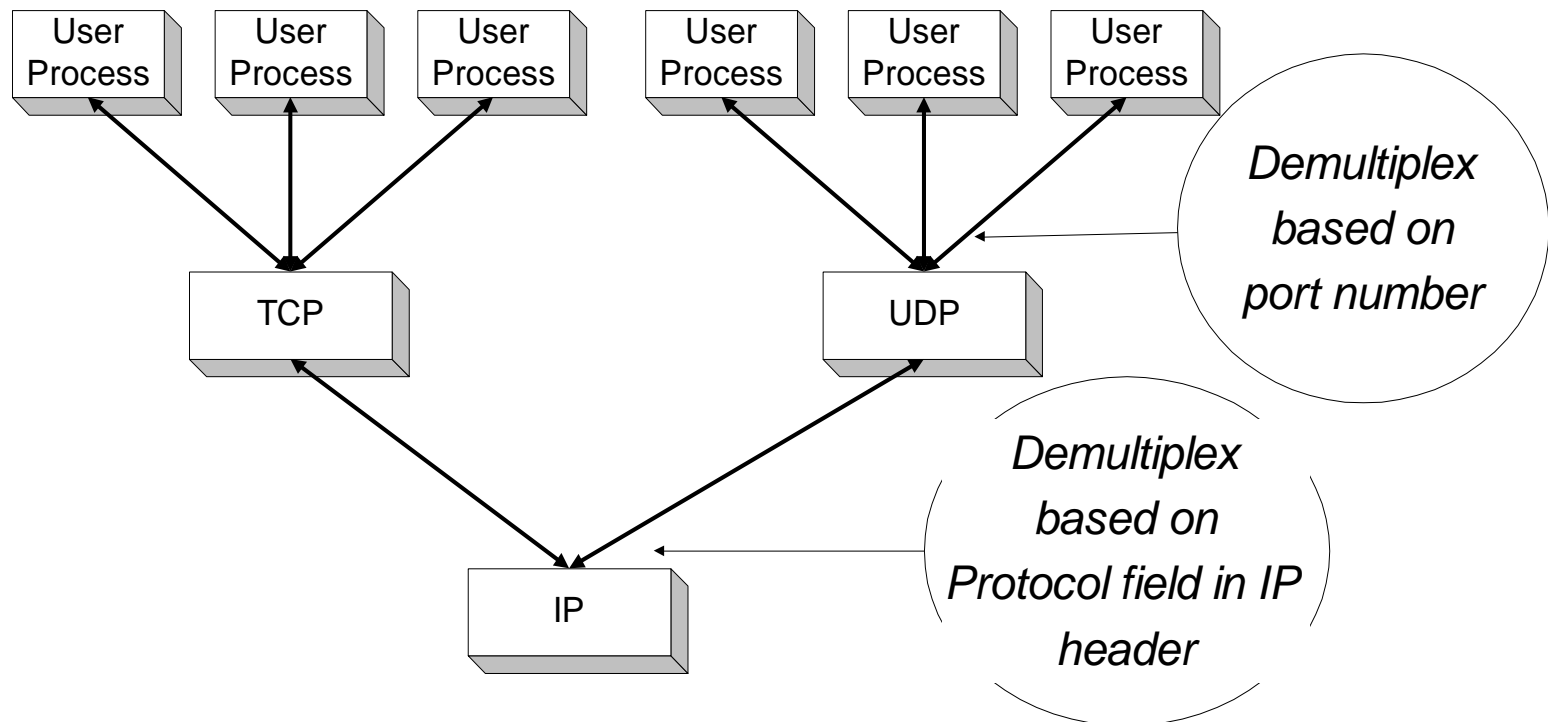 User
Process
User
Process
User
Process
User
Process
User
Process
User
Process
Demultiplex
based on
port number
TCP
UDP
Demultiplex
based on
Protocol field in IP
header
IP